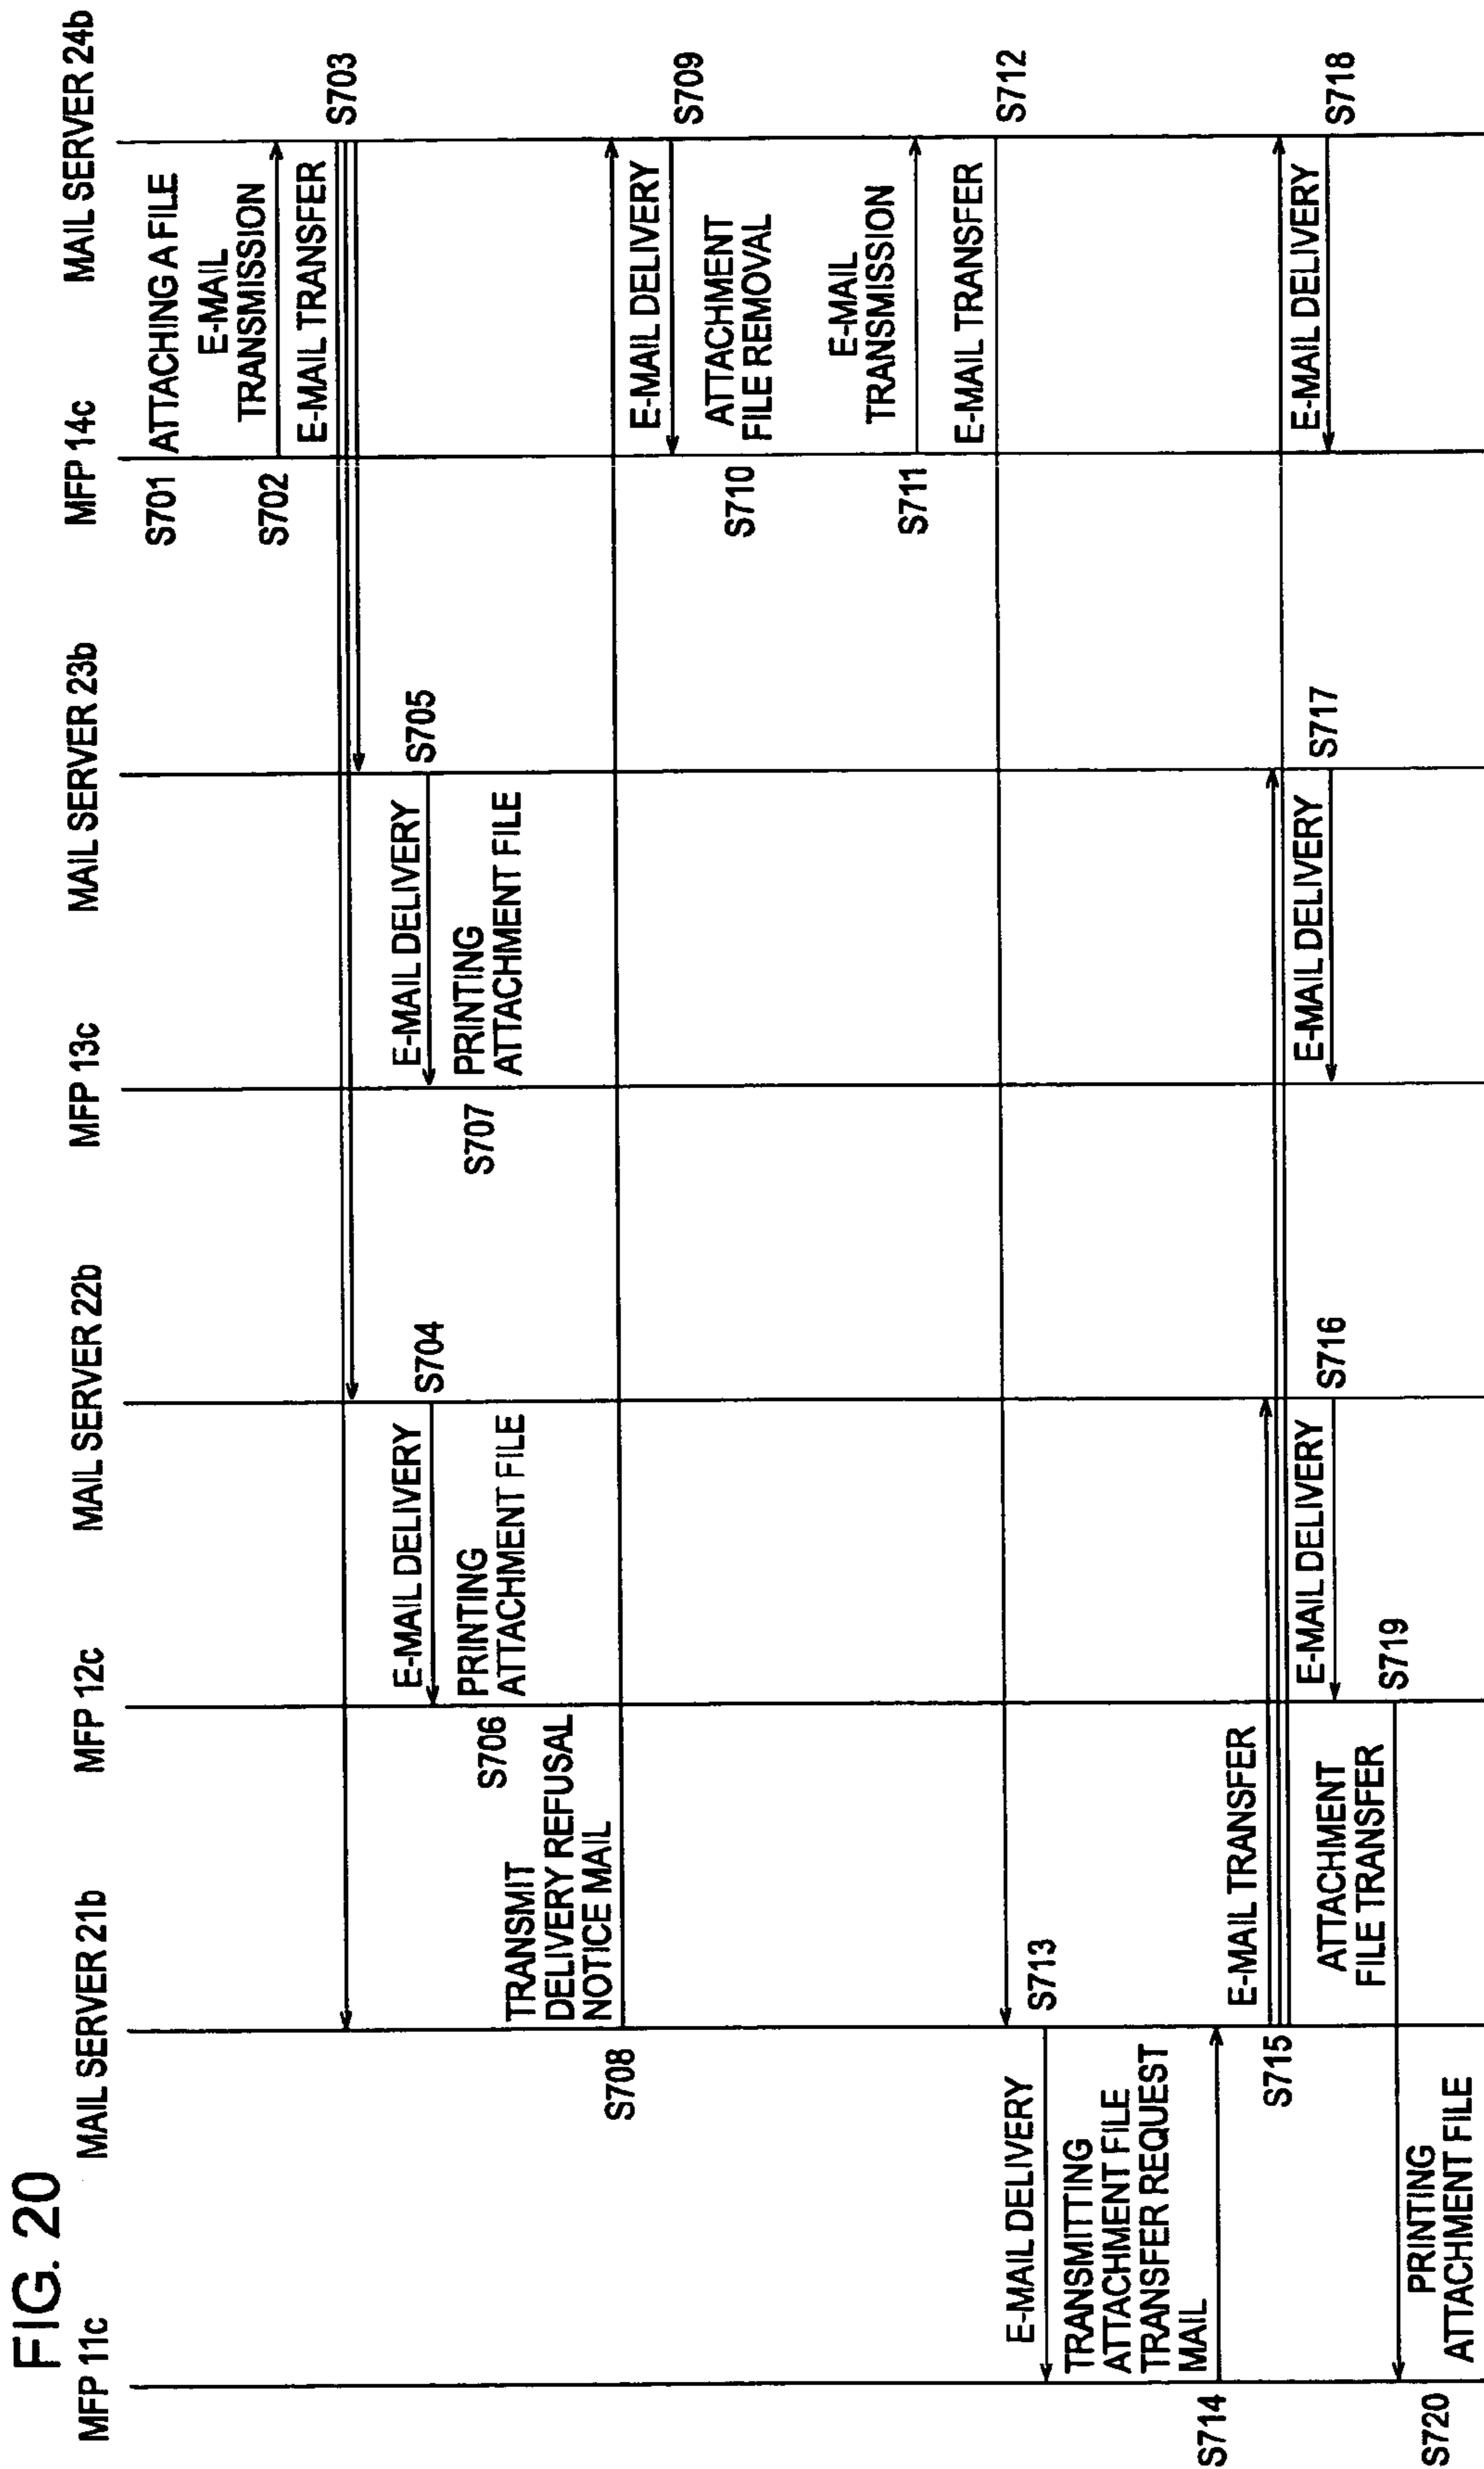 FIG. 20
MFP 11c
MAIL SERVER 21b
MFP 12c
MAIL SERVER 22b
MFP 13c
MAIL SERVER 23b
MFP 14c
MAIL SERVER 24b
S701
ATTACHING A FILE
S702
E-MAIL
TRANSMISSION
E-MAIL TRANSFER
S703
E-MAIL DELIVERY
S704
E-MAIL DELIVERY
S705
S706
PRINTING
ATTACHMENT FILE
S707
PRINTING
ATTACHMENT FILE
S708
TRANSMIT
DELIVERY REFUSAL
NOTICE MAIL
E-MAIL DELIVERY
S709
S710
ATTACHMENT
FILE REMOVAL
S711
E-MAIL
TRANSMISSION
E-MAIL TRANSFER
S712
E-MAIL DELIVERY
S713
S714
TRANSMITTING
ATTACHMENT FILE
TRANSFER REQUEST
MAIL
S715
E-MAIL TRANSFER
E-MAIL DELIVERY
S716
E-MAIL DELIVERY
S717
E-MAIL DELIVERY
S718
ATTACHMENT
FILE TRANSFER
S719
S720
PRINTING
ATTACHMENT FILE